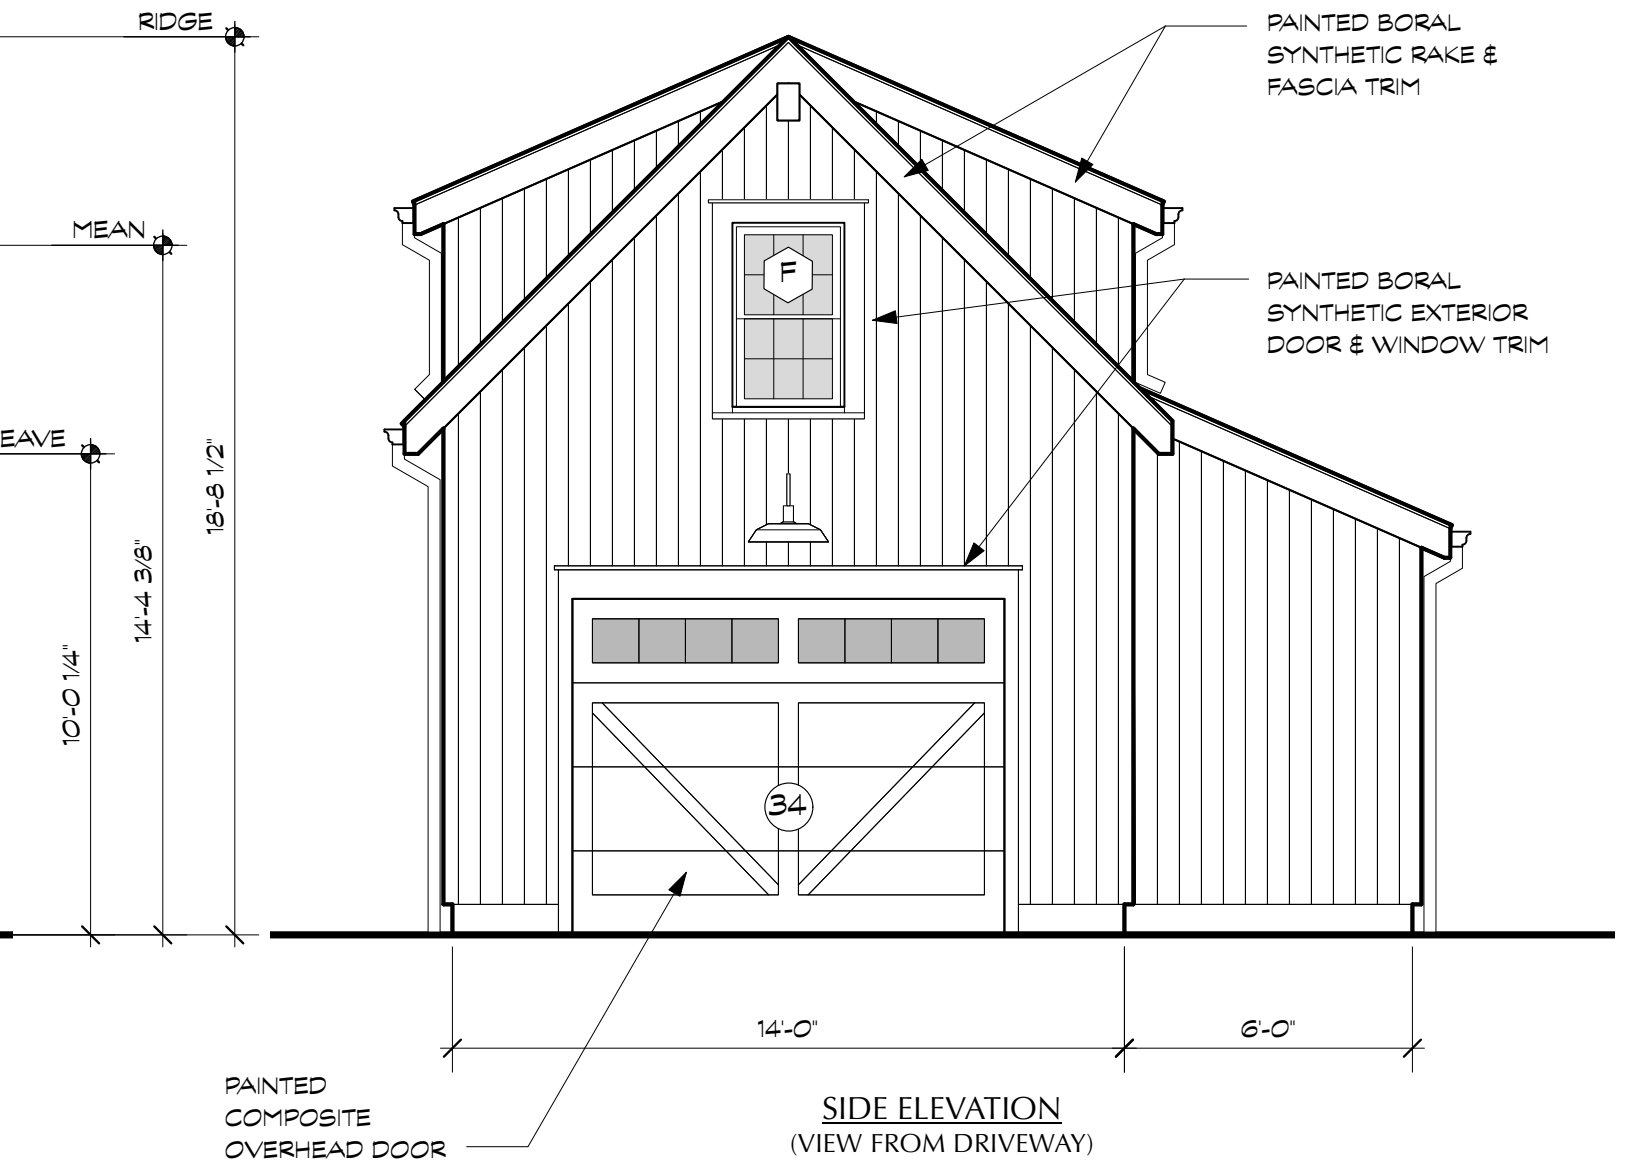 RIDGE
PAINTED BORAL
SYNTHETIC RAKE &
FASCIA TRIM
MEAN
F
PAINTED BORAL
SYNTHETIC EXTERIOR
DOOR & WINDOW TRIM
EAVE
18'-8 1/2"
14'-4 3/8"
10'-0 1/4"
34
14'-0"
6'-0"
PAINTED
COMPOSITE
OVERHEAD DOOR
SIDE ELEVATION
(VIEW FROM DRIVEWAY)